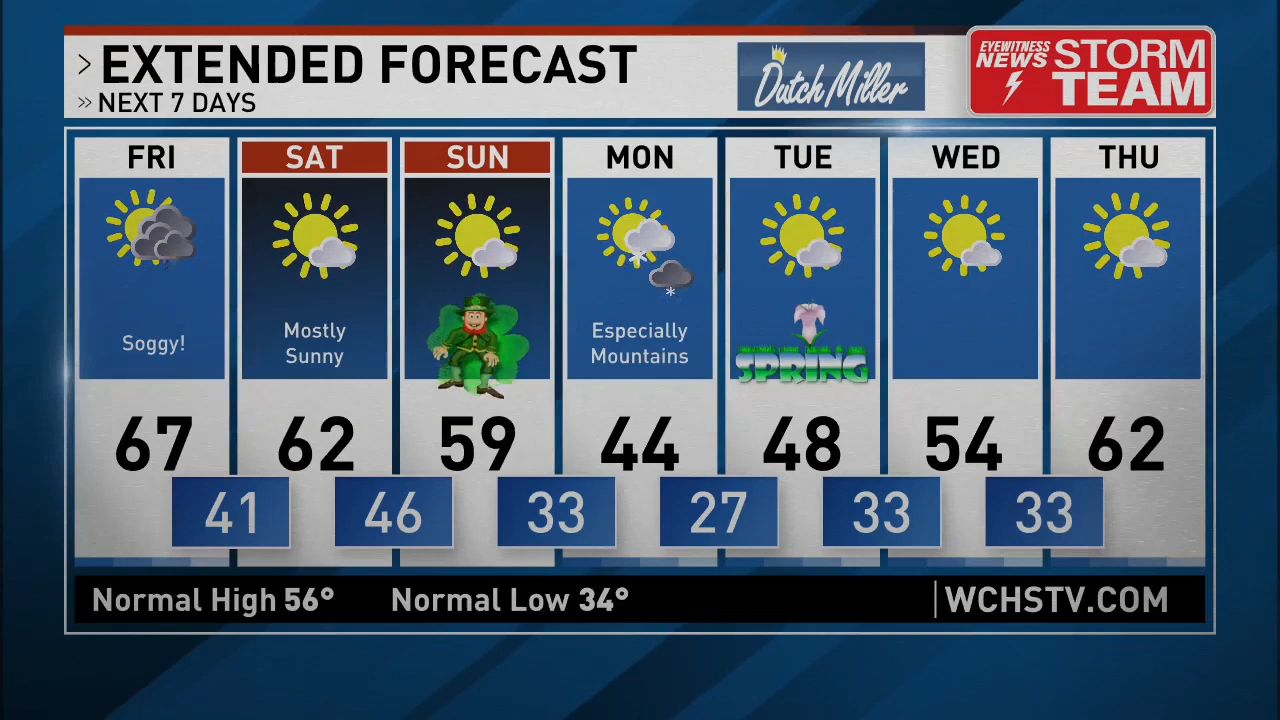 > EXTENDED FORECAST
» NEXT 7 DAYS
Dutch Miller
EYEWITNESS
NEWS
STORM
TEAM
FRI SAT SUN MON TUE WED THU
Soggy!
Mostly
Sunny
Especially
Mountains
SPRING
67 62 59 44 48 54 62
41 46 33 27 33 33
Normal High 56° Normal Low 34° WCHSTV.COM